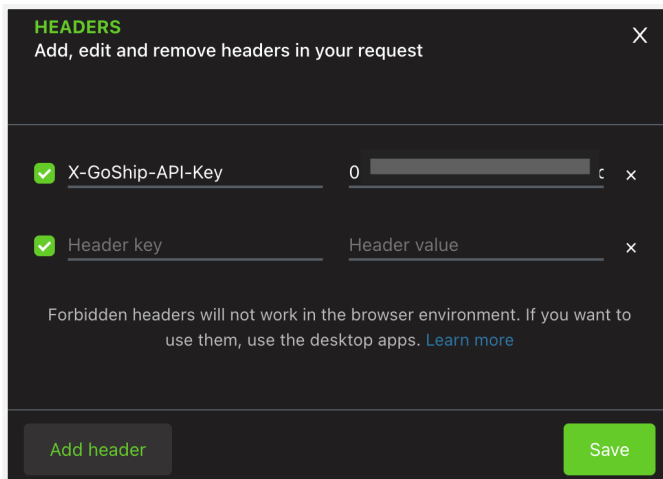 HEADERS
Add, edit and remove headers in your request
X
X-GoShip-API-Key 0
Header key Header value
Forbidden headers will not work in the browser environment. If you want to
use them, use the desktop apps. Learn more
Add header Save